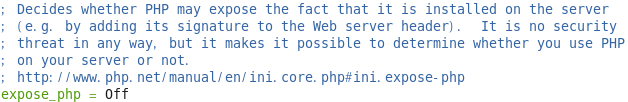 ; Decides whether PHP may expose the fact that it is installed on the server
; (e.g. by adding its signature to the Web server header).  It is no security
; threat in any way, but it makes it possible to determine whether you use PHP
; on your server or not.
; http://www.php.net/manual/en/ini.core.php#ini.expose-php
expose_php = Off